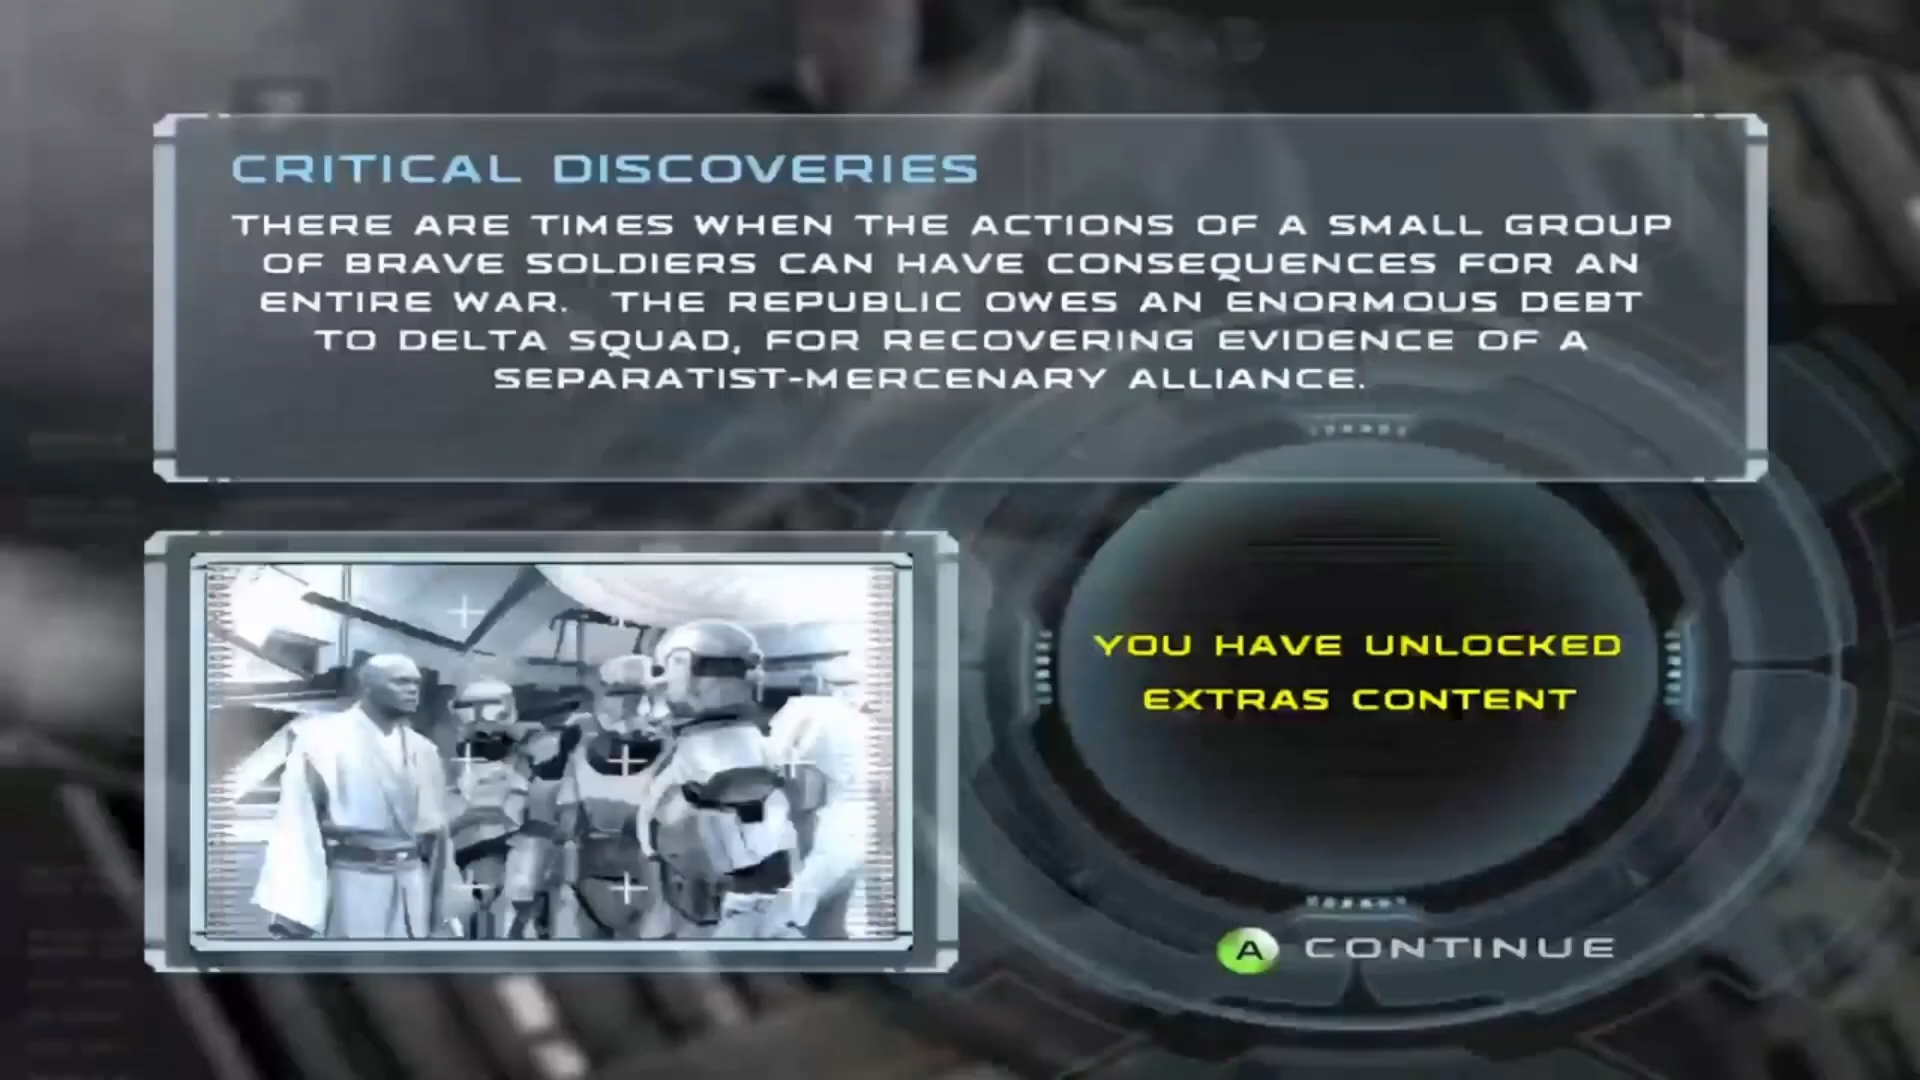 CRITICAL DISCOVERIES
THERE ARE TIMES WHEN THE ACTIONS OF A SMALL GROUP
OF BRAVE SOLDIERS CAN HAVE CONSEQUENCES FOR AN
ENTIRE WAR. THE REPUBLIC OWES AN ENORMOUS DEBT
TO DELTA SQUAD, FOR RECOVERING EVIDENCE OF A
SEPARATIST-MERCENARY ALLIANCE.
YOU HAVE UNLOCKED
EXTRAS CONTENT
A CONTINUE